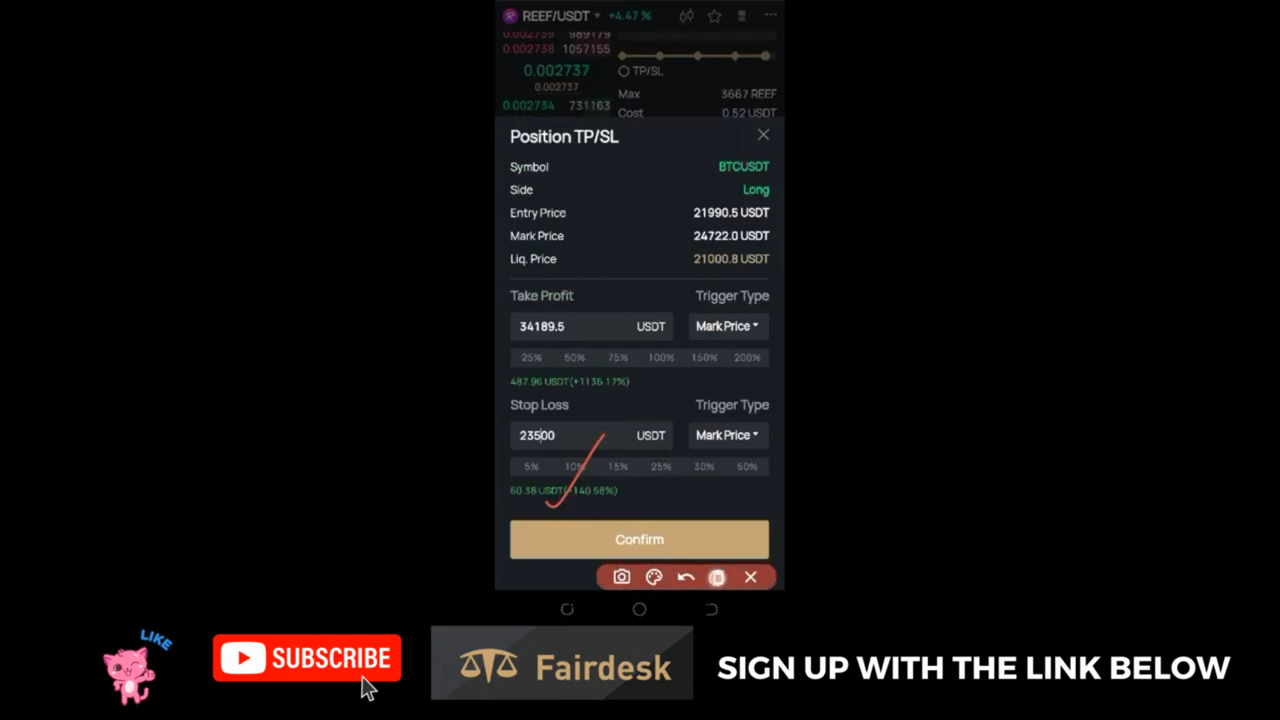 REEF/USDT +4.47 %
0.002739 989179
0.002738 1057155
0.002737
0.002737
TP/SL
Max 3667 REEF
0.002734 731163
Cost 0.52 USDT
Position TP/SL
Symbol BTCUSDT
Side Long
Entry Price 21990.5 USDT
Mark Price 24722.0 USDT
Liq. Price 21000.8 USDT
Take Profit Trigger Type
34189.5 USDT Mark Price
25% 50% 75% 100% 150% 200%
487.96 USDT(+1136.17%)
Stop Loss Trigger Type
23500 USDT Mark Price
5% 10% 15% 25% 30% 50%
60.38 USDT(+140.58%)
Confirm
LIKE
SUBSCRIBE
Fairdesk
SIGN UP WITH THE LINK BELOW